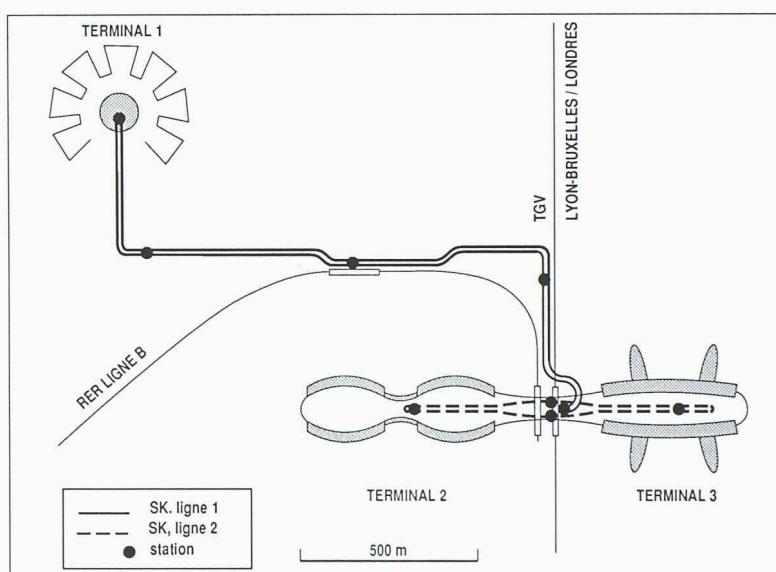 TERMINAL 1
LYON-BRUXELLES / LONDRES
TGV
RER LIGNE B
TERMINAL 2
TERMINAL 3
SK. ligne 1
SK, ligne 2
station
500 m